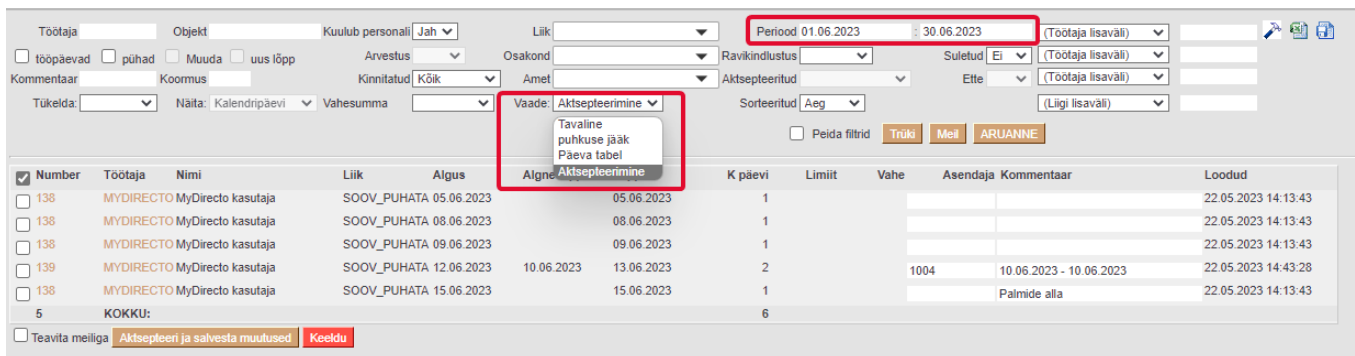 Töötaja Objekt Kuulub personali Jah Liik Periood 01.06.2023 : 30.06.2023 (Töötaja lisaväli)
tööpäevad pühad Muuda uus lõpp Arvestus Osakond Ravikindlustus Suletud Ei (Töötaja lisaväli)
Kommentaar Koormus Kinnitatud Kõik Amet Aktsepteeritud Ette (Töötaja lisaväli)
Tükelda: Näita: Kalendripäevi Vahesumma Vaade: Aktsepteerimine Sorteeritud Aeg (Liigi lisaväli)
Tavaline
puhkuse jääk
Päeva tabel
Aktsepteerimine
Peida filtrid Trüki Meil ARUANNE
Number Töötaja Nimi Liik Algus Algne K päevi Limiit Vahe Asendaja Kommentaar Loodud
138 MYDIRECTO MyDirecto kasutaja SOOV_PUHATA 05.06.2023 05.06.2023 1 22.05.2023 14:13:43
138 MYDIRECTO MyDirecto kasutaja SOOV_PUHATA 08.06.2023 08.06.2023 1 22.05.2023 14:13:43
138 MYDIRECTO MyDirecto kasutaja SOOV_PUHATA 09.06.2023 09.06.2023 1 22.05.2023 14:13:43
139 MYDIRECTO MyDirecto kasutaja SOOV_PUHATA 12.06.2023 10.06.2023 13.06.2023 2 1004 10.06.2023 - 10.06.2023 22.05.2023 14:43:28
138 MYDIRECTO MyDirecto kasutaja SOOV_PUHATA 15.06.2023 15.06.2023 1 Palmide alla 22.05.2023 14:13:43
5 KOKKU: 6
Teavita meiliga Aktsepteeri ja salvesta muutused Keeldu